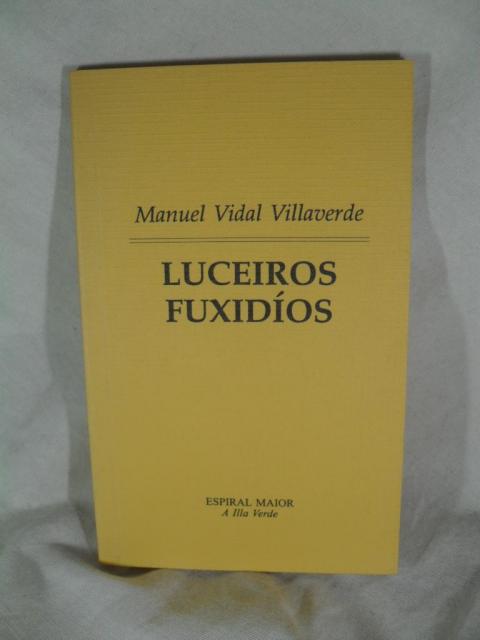 Manuel Vidal Villaverde
LUCEIROS
FUXIDÍOS
ESPIRAL MAIOR
A Illa Verde